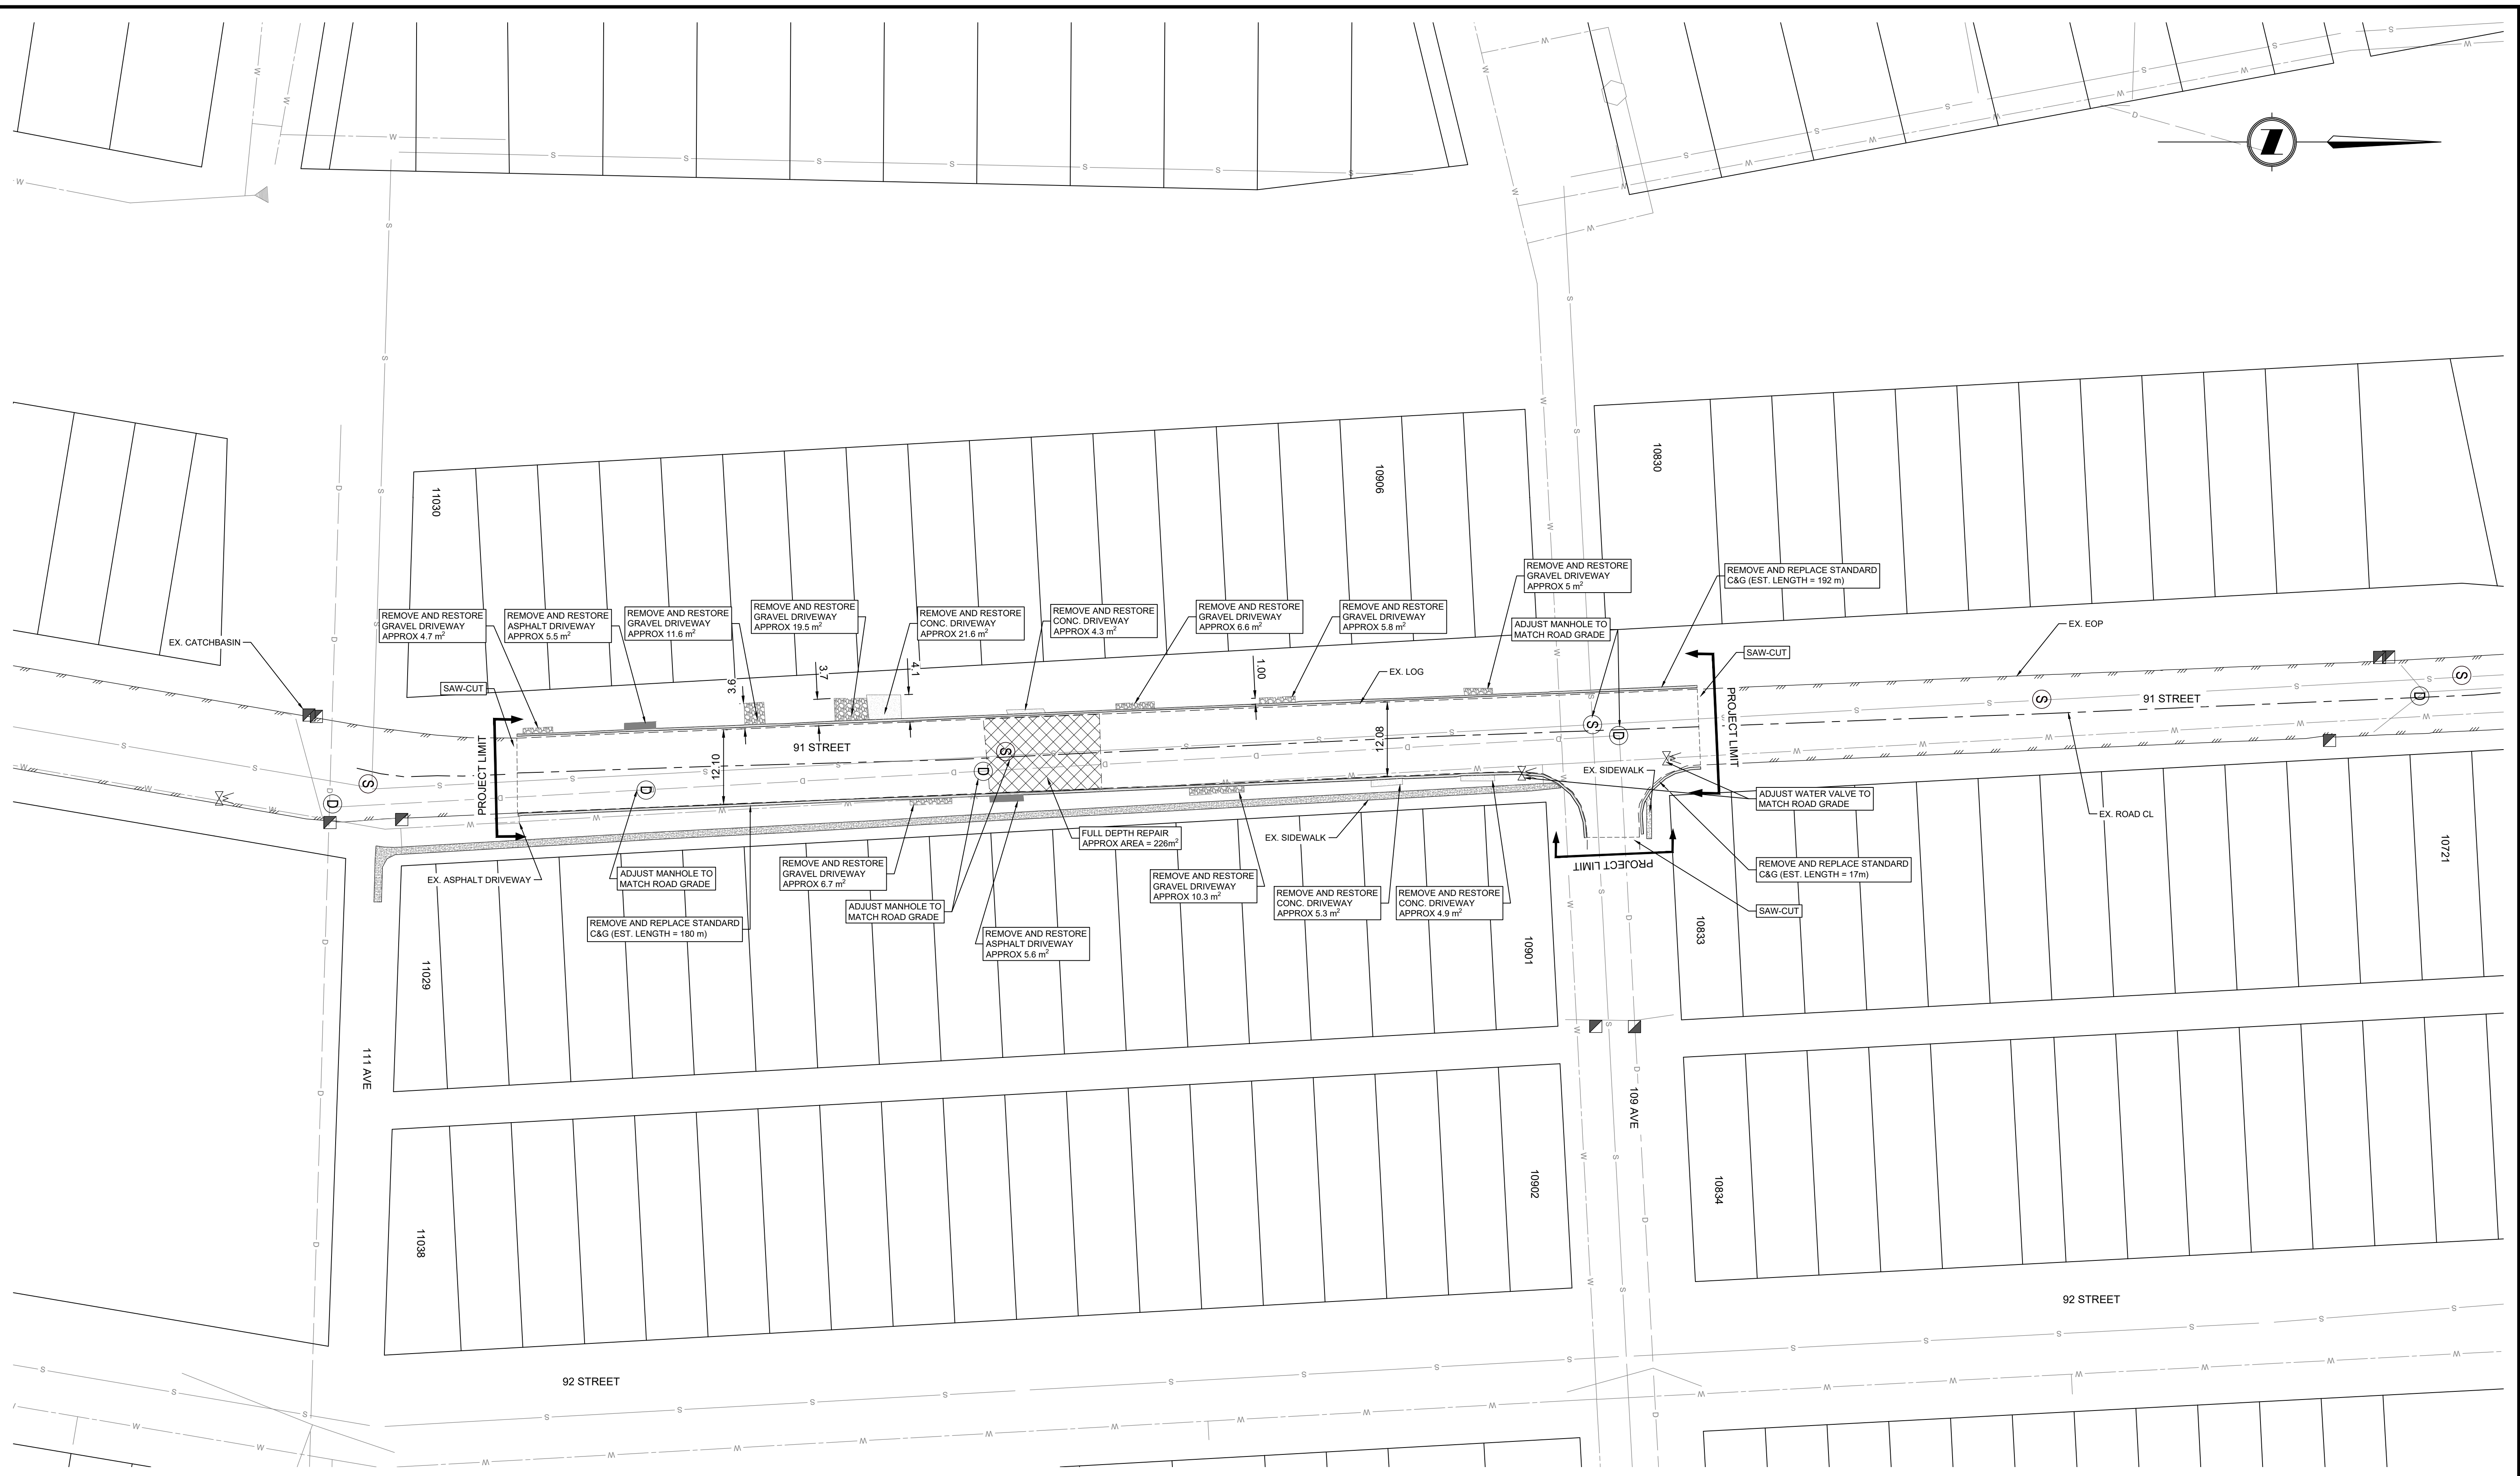 REMOVE AND RESTORE
GRAVEL DRIVEWAY
APPROX 5 m²
REMOVE AND REPLACE STANDARD
C&G (EST. LENGTH = 192 m)
11030
10906
10830
REMOVE AND RESTORE
GRAVEL DRIVEWAY
APPROX 4.7 m²
REMOVE AND RESTORE
ASPHALT DRIVEWAY
APPROX 5.5 m²
REMOVE AND RESTORE
GRAVEL DRIVEWAY
APPROX 11.6 m²
REMOVE AND RESTORE
GRAVEL DRIVEWAY
APPROX 19.5 m²
REMOVE AND RESTORE
CONC. DRIVEWAY
APPROX 21.6 m²
REMOVE AND RESTORE
CONC. DRIVEWAY
APPROX 4.3 m²
REMOVE AND RESTORE
GRAVEL DRIVEWAY
APPROX 6.6 m²
REMOVE AND RESTORE
GRAVEL DRIVEWAY
APPROX 5.8 m²
ADJUST MANHOLE TO
MATCH ROAD GRADE
EX. CATCHBASIN
EX. EOP
SAW-CUT
SAW-CUT
3.6
3.7
4.1
1.00
EX. LOG
91 STREET
91 STREET
PROJECT LIMIT
PROJECT LIMIT
12.10
12.08
S
D
D
D
S
S
D
S
S
D
EX. SIDEWALK
ADJUST WATER VALVE TO
MATCH ROAD GRADE
EX. ROAD CL
FULL DEPTH REPAIR
APPROX AREA = 226m²
EX. SIDEWALK
PROJECT LIMIT
REMOVE AND REPLACE STANDARD
C&G (EST. LENGTH = 17m)
EX. ASPHALT DRIVEWAY
ADJUST MANHOLE TO
MATCH ROAD GRADE
REMOVE AND RESTORE
GRAVEL DRIVEWAY
APPROX 6.7 m²
REMOVE AND RESTORE
GRAVEL DRIVEWAY
APPROX 10.3 m²
REMOVE AND RESTORE
CONC. DRIVEWAY
APPROX 5.3 m²
REMOVE AND RESTORE
CONC. DRIVEWAY
APPROX 4.9 m²
SAW-CUT
ADJUST MANHOLE TO
MATCH ROAD GRADE
REMOVE AND REPLACE STANDARD
C&G (EST. LENGTH = 180 m)
REMOVE AND RESTORE
ASPHALT DRIVEWAY
APPROX 5.6 m²
11029
10901
10833
10721
111 AVE
109 AVE
11038
10902
10834
92 STREET
92 STREET